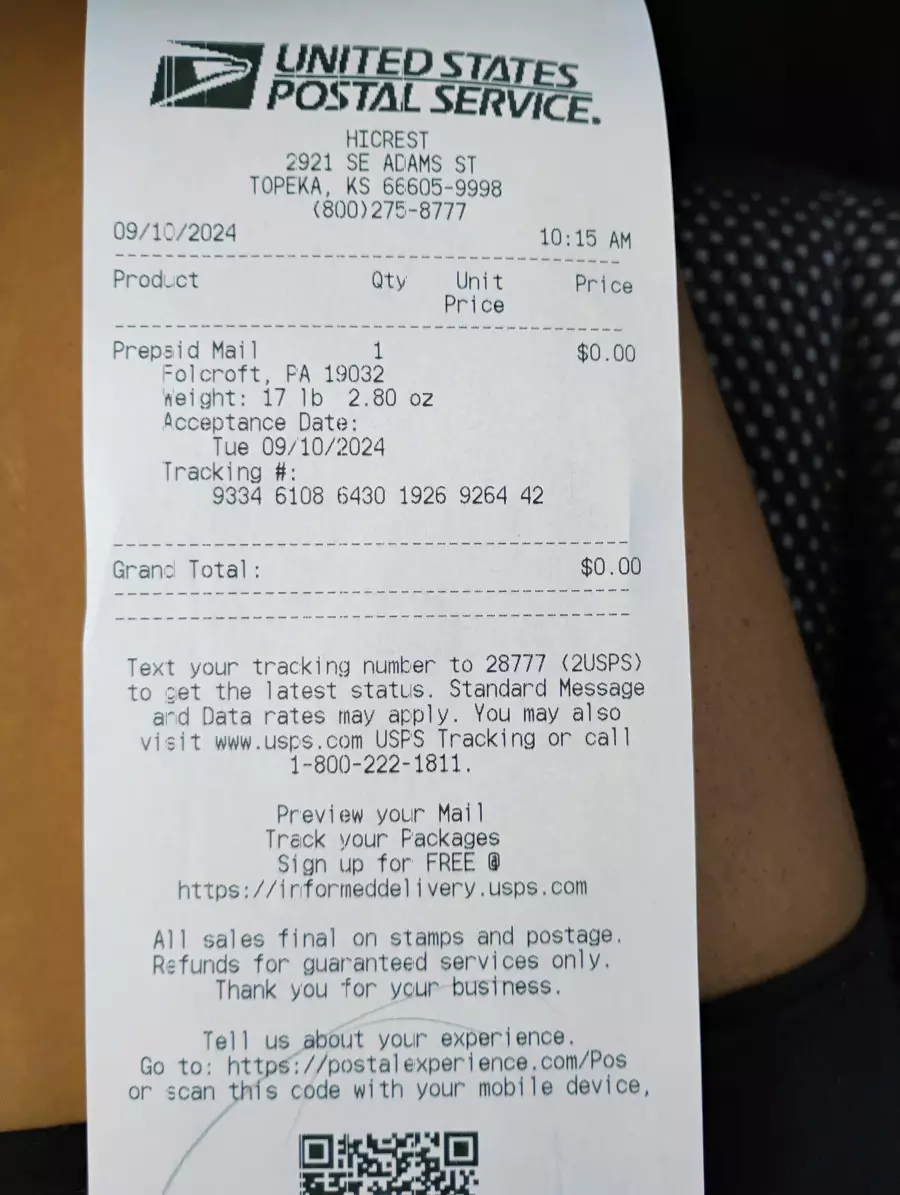 UNITED STATES
POSTAL SERVICE.
HICREST
2921 SE ADAMS ST
TOPEKA, KS 66605-9998
(800)275-8777
09/10/2024 10:15 AM
Product Qty Unit Price
Price
Prepaid Mail 1 $0.00
Folcroft, PA 19032
Weight: 17 lb 2.80 oz
Acceptance Date:
Tue 09/10/2024
Tracking #:
9334 6108 6430 1926 9264 42
Grand Total: $0.00
Text your tracking number to 28777 (2USPS)
to get the latest status. Standard Message
and Data rates may apply. You may also
visit www.usps.com USPS Tracking or call
1-800-222-1811.
Preview your Mail
Track your Packages
Sign up for FREE @
https://informeddelivery.usps.com
All sales final on stamps and postage.
Refunds for guaranteed services only.
Thank you for your business.
Tell us about your experience.
Go to: https://postalexperience.com/Pos
or scan this code with your mobile device,